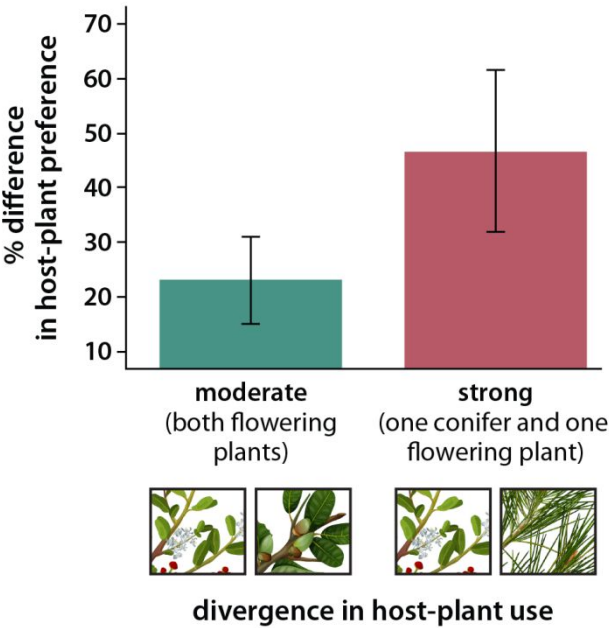 % difference
in host-plant preference
70
60
50
40
30
20
10
moderate
(both flowering
plants)
strong
(one conifer and one
flowering plant)
divergence in host-plant use